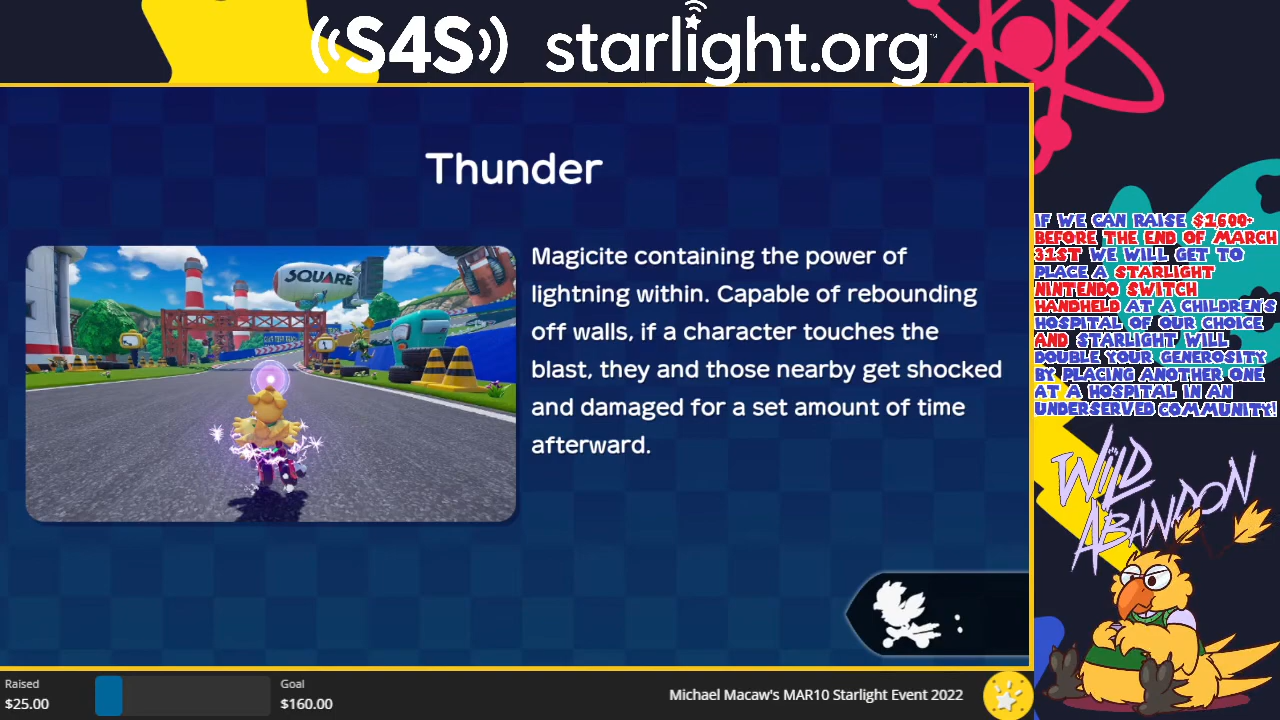 ((S4S)) starlight.org™
Thunder
Magicite containing the power of
lightning within. Capable of rebounding
off walls, if a character touches the
blast, they and those nearby get shocked
and damaged for a set amount of time
afterward.
SQUARE
IF WE CAN RAISE $1600-
BEFORE THE END OF MARCH
31ST WE WILL GET TO
PLACE A STARLIGHT
NINTENDO SWITCH
HANDHELD AT A CHILDREN'S
HOSPITAL OF OUR CHOICE
AND STARLIGHT WILL
DOUBLE YOUR GENEROSITY
BY PLACING ANOTHER ONE
AT A HOSPITAL IN AN
UNDERSERVED COMMUNITY!
WILD
ABANDON
Raised
$25.00
Goal
$160.00
Michael Macaw's MAR10 Starlight Event 2022